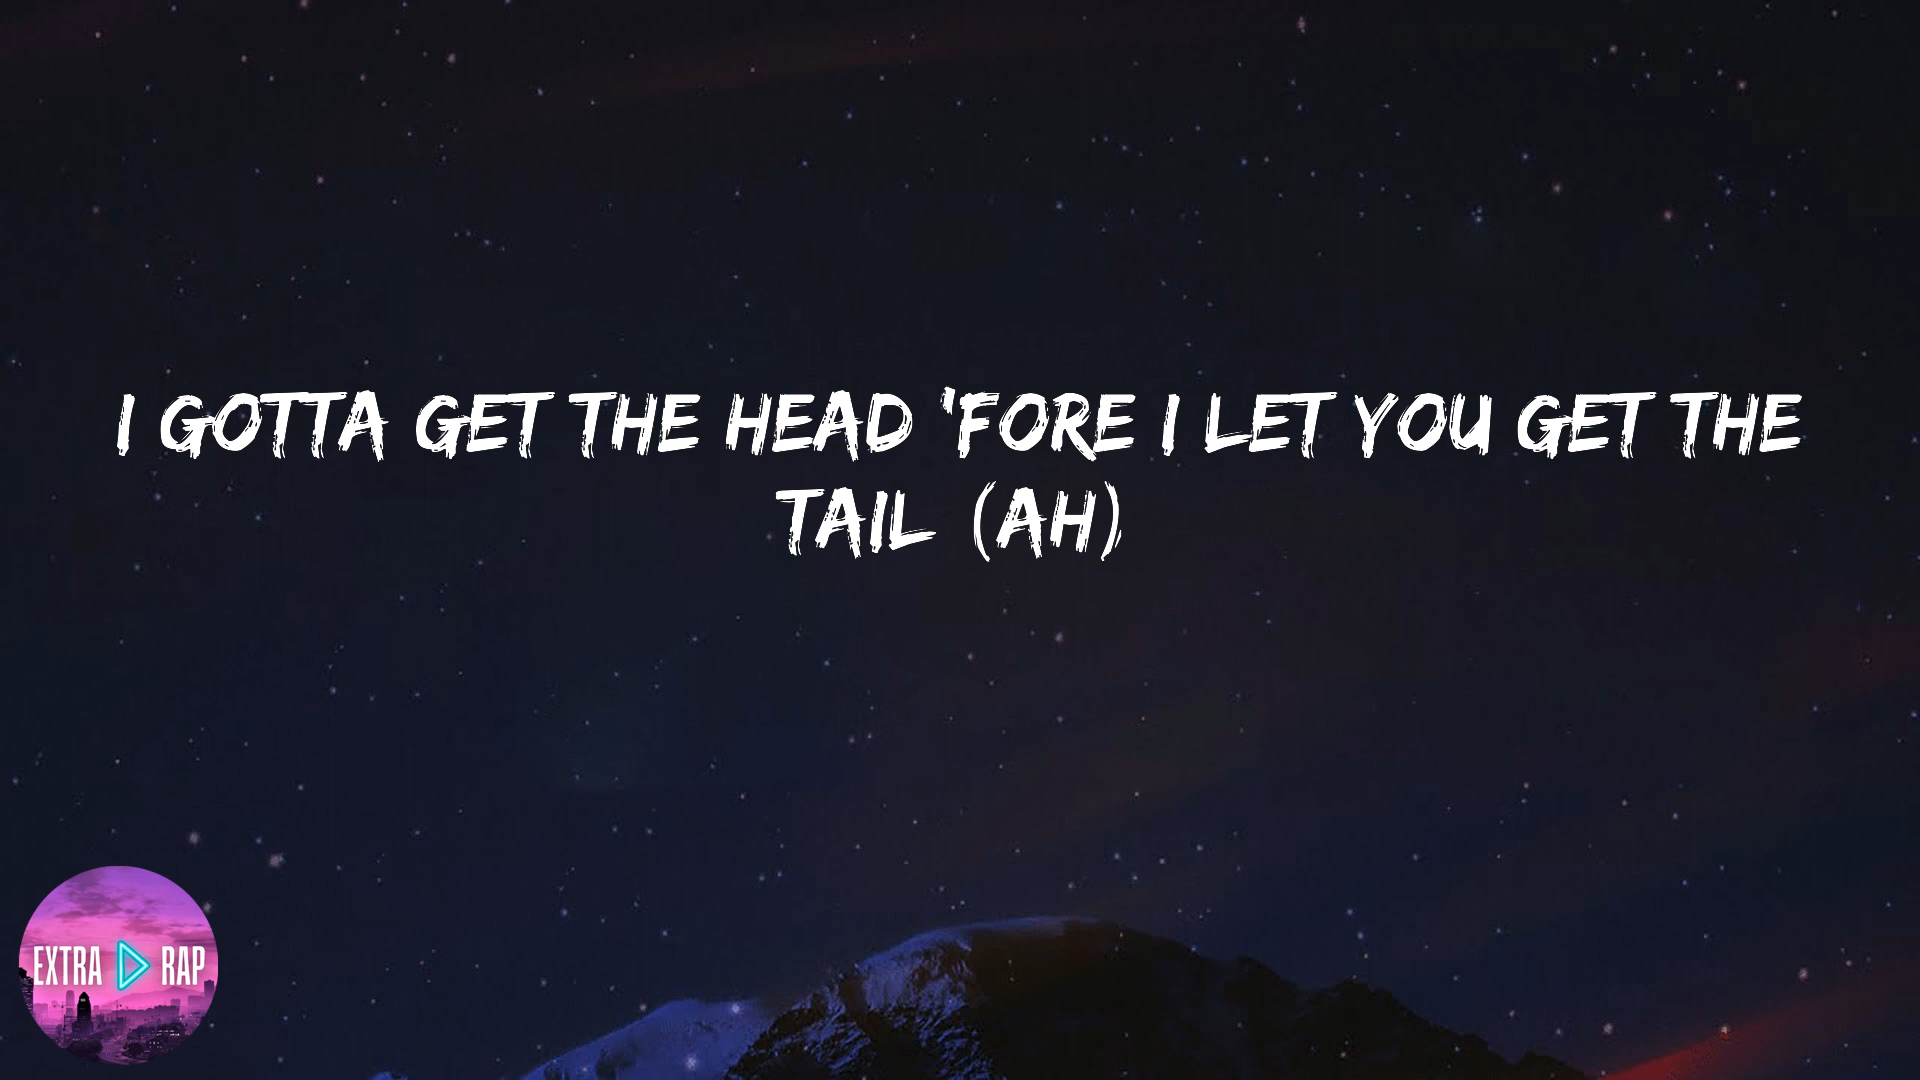 I GOTTA GET THE HEAD 'FORE I LET YOU GET THE
TAIL (AH)
EXTRA RAP